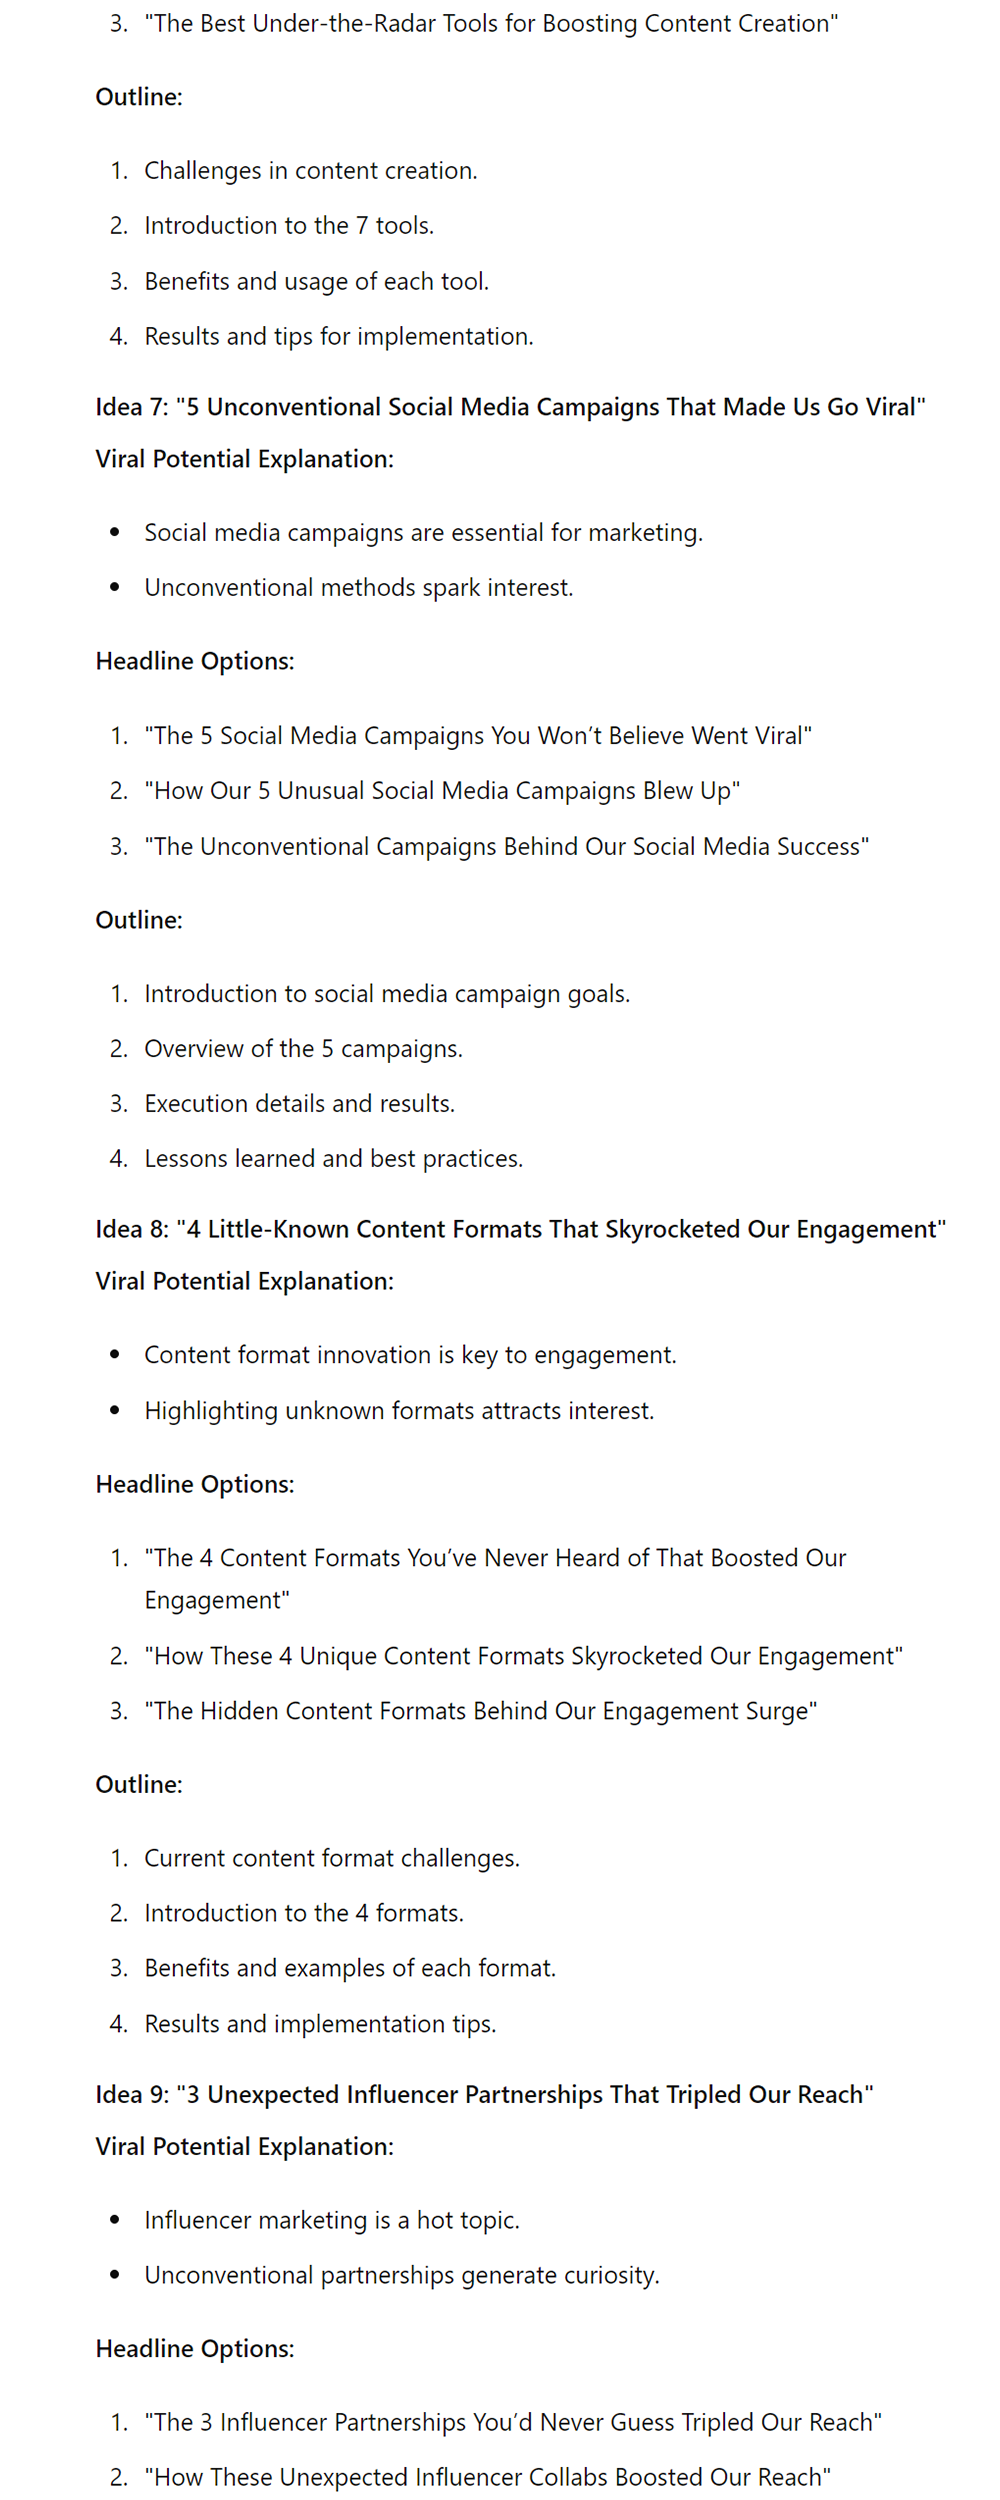 3. "The Best Under-the-Radar Tools for Boosting Content Creation"
Outline:
1. Challenges in content creation.
2. Introduction to the 7 tools.
3. Benefits and usage of each tool.
4. Results and tips for implementation.
Idea 7: "5 Unconventional Social Media Campaigns That Made Us Go Viral"
Viral Potential Explanation:
• Social media campaigns are essential for marketing.
• Unconventional methods spark interest.
Headline Options:
1. "The 5 Social Media Campaigns You Won’t Believe Went Viral"
2. "How Our 5 Unusual Social Media Campaigns Blew Up"
3. "The Unconventional Campaigns Behind Our Social Media Success"
Outline:
1. Introduction to social media campaign goals.
2. Overview of the 5 campaigns.
3. Execution details and results.
4. Lessons learned and best practices.
Idea 8: "4 Little-Known Content Formats That Skyrocketed Our Engagement"
Viral Potential Explanation:
• Content format innovation is key to engagement.
• Highlighting unknown formats attracts interest.
Headline Options:
1. "The 4 Content Formats You’ve Never Heard of That Boosted Our
Engagement"
2. "How These 4 Unique Content Formats Skyrocketed Our Engagement"
3. "The Hidden Content Formats Behind Our Engagement Surge"
Outline:
1. Current content format challenges.
2. Introduction to the 4 formats.
3. Benefits and examples of each format.
4. Results and implementation tips.
Idea 9: "3 Unexpected Influencer Partnerships That Tripled Our Reach"
Viral Potential Explanation:
• Influencer marketing is a hot topic.
• Unconventional partnerships generate curiosity.
Headline Options:
1. "The 3 Influencer Partnerships You’d Never Guess Tripled Our Reach"
2. "How These Unexpected Influencer Collabs Boosted Our Reach"